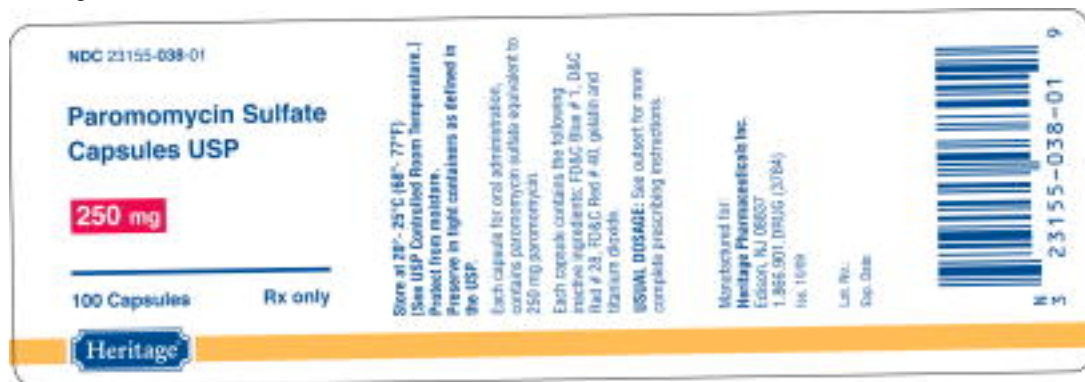 NDC 23155-038-01
Paromomycin Sulfate
Capsules USP
250 mg
100 Capsules Rx only
Heritage
Store at 20°- 25°C (68°- 77°F)
(See USP Controlled Room Temperature.)
Protect from moisture.
Preserve in tight containers as defined in
the USP.
Each capsule for oral administration,
contains paromomycin sulfate equivalent to
250 mg paromomycin.
Each capsule contains the following
inactive ingredients: FD&C Blue # 1, D&C
Red # 28, FD&C Red # 40, gelatin and
titanium dioxide.
USUAL DOSAGE: See outsert for more
complete prescribing instructions.
Manufactured for
Heritage Pharmaceuticals Inc.
Edison, NJ 08837
1.866.901.DRUG (3784)
Iss.
Lot. No.:
Exp. Date:
N 3 23155-038-01 9